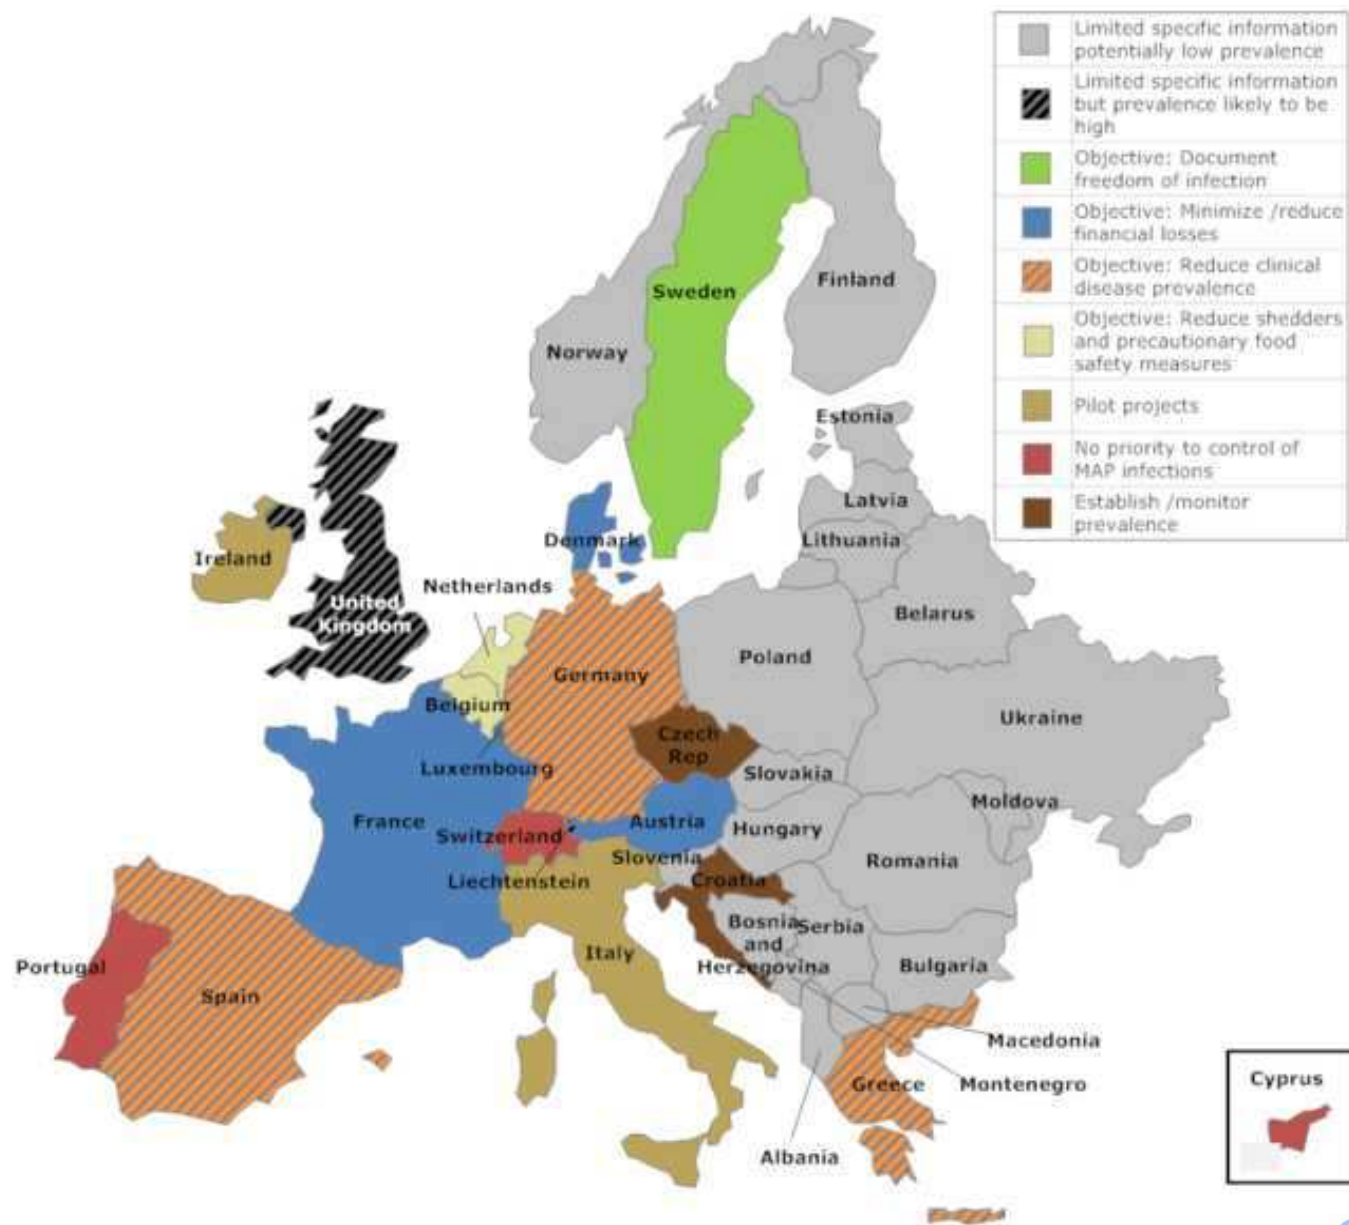 Limited specific information
potentially low prevalence
Limited specific information
but prevalence likely to be
high
Objective: Document
freedom of infection
Objective: Minimize /reduce
financial losses
Objective: Reduce clinical
disease prevalence
Objective: Reduce shedders
and precautionary food
safety measures
Pilot projects
No priority to control of
MAP infections
Establish /monitor
prevalence
Finland
Sweden
Norway
Estonia
Latvia
Lithuania
Denmark
Ireland
Netherlands
United
Kingdom
Belarus
Poland
Germany
Belgium
Ukraine
Czech
Rep
Luxembourg
Slovakia
Moldova
France
Austria
Switzerland
Hungary
Slovenia
Romania
Liechtenstein
Croatia
Bosnia
and
Herzegovina
Serbia
Italy
Bulgaria
Portugal
Spain
Macedonia
Montenegro
Greece
Cyprus
Albania